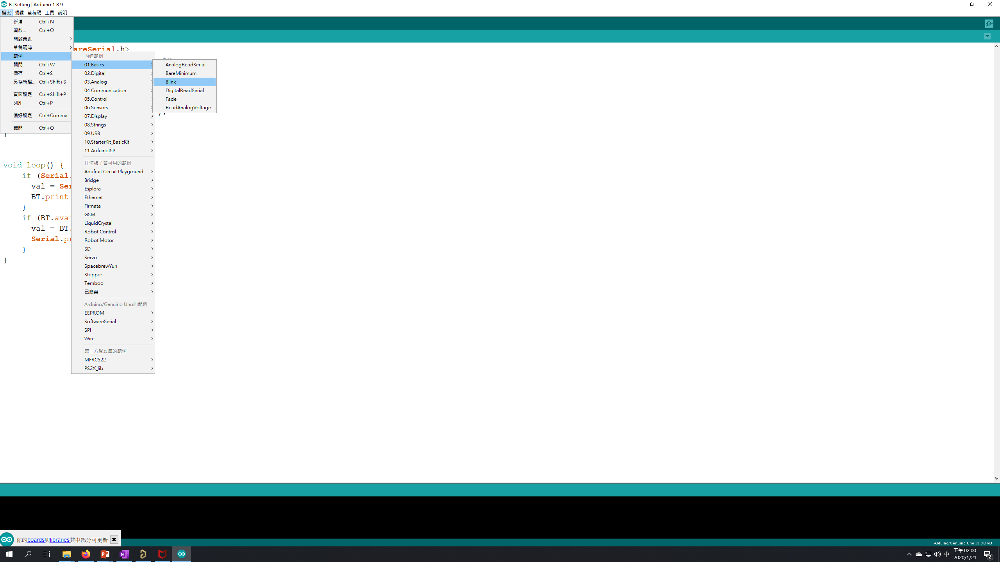 BTSetting | Arduino 1.8.9
檔案 編輯 草稿碼 工具 說明
新增 Ctrl+N
開啟... Ctrl+O
開啟最近
草稿碼簿
範例
關閉 Ctrl+W
儲存 Ctrl+S
另存新檔... Ctrl+Shift+S
頁面設定 Ctrl+Shift+P
列印 Ctrl+P
偏好設定 Ctrl+Comma
離開 Ctrl+Q
內建範例
01.Basics
02.Digital
03.Analog
04.Communication
05.Control
06.Sensors
07.Display
08.Strings
09.USB
10.StarterKit_BasicKit
11.ArduinoISP
任何板子皆可用的範例
Adafruit Circuit Playground
Bridge
Esplora
Ethernet
Firmata
GSM
LiquidCrystal
Robot Control
Robot Motor
SD
Servo
SpacebrewYun
Stepper
Temboo
已廢棄
Arduino/Genuino Uno的範例
EEPROM
SoftwareSerial
SPI
Wire
第三方程式庫的範例
MFRC522
PS2X_lib
AnalogReadSerial
BareMinimum
Blink
DigitalReadSerial
Fade
ReadAnalogVoltage
areSerial.h>
}
void loop() {
if (Serial.
val = Ser
BT.print
}
if (BT.avai
val = BT.
Serial.pr
}
}
你的boards與libraries其中部分可更新
Arduino/Genuino Uno 於 COM3
中
下午 02:00
2020/1/21
2